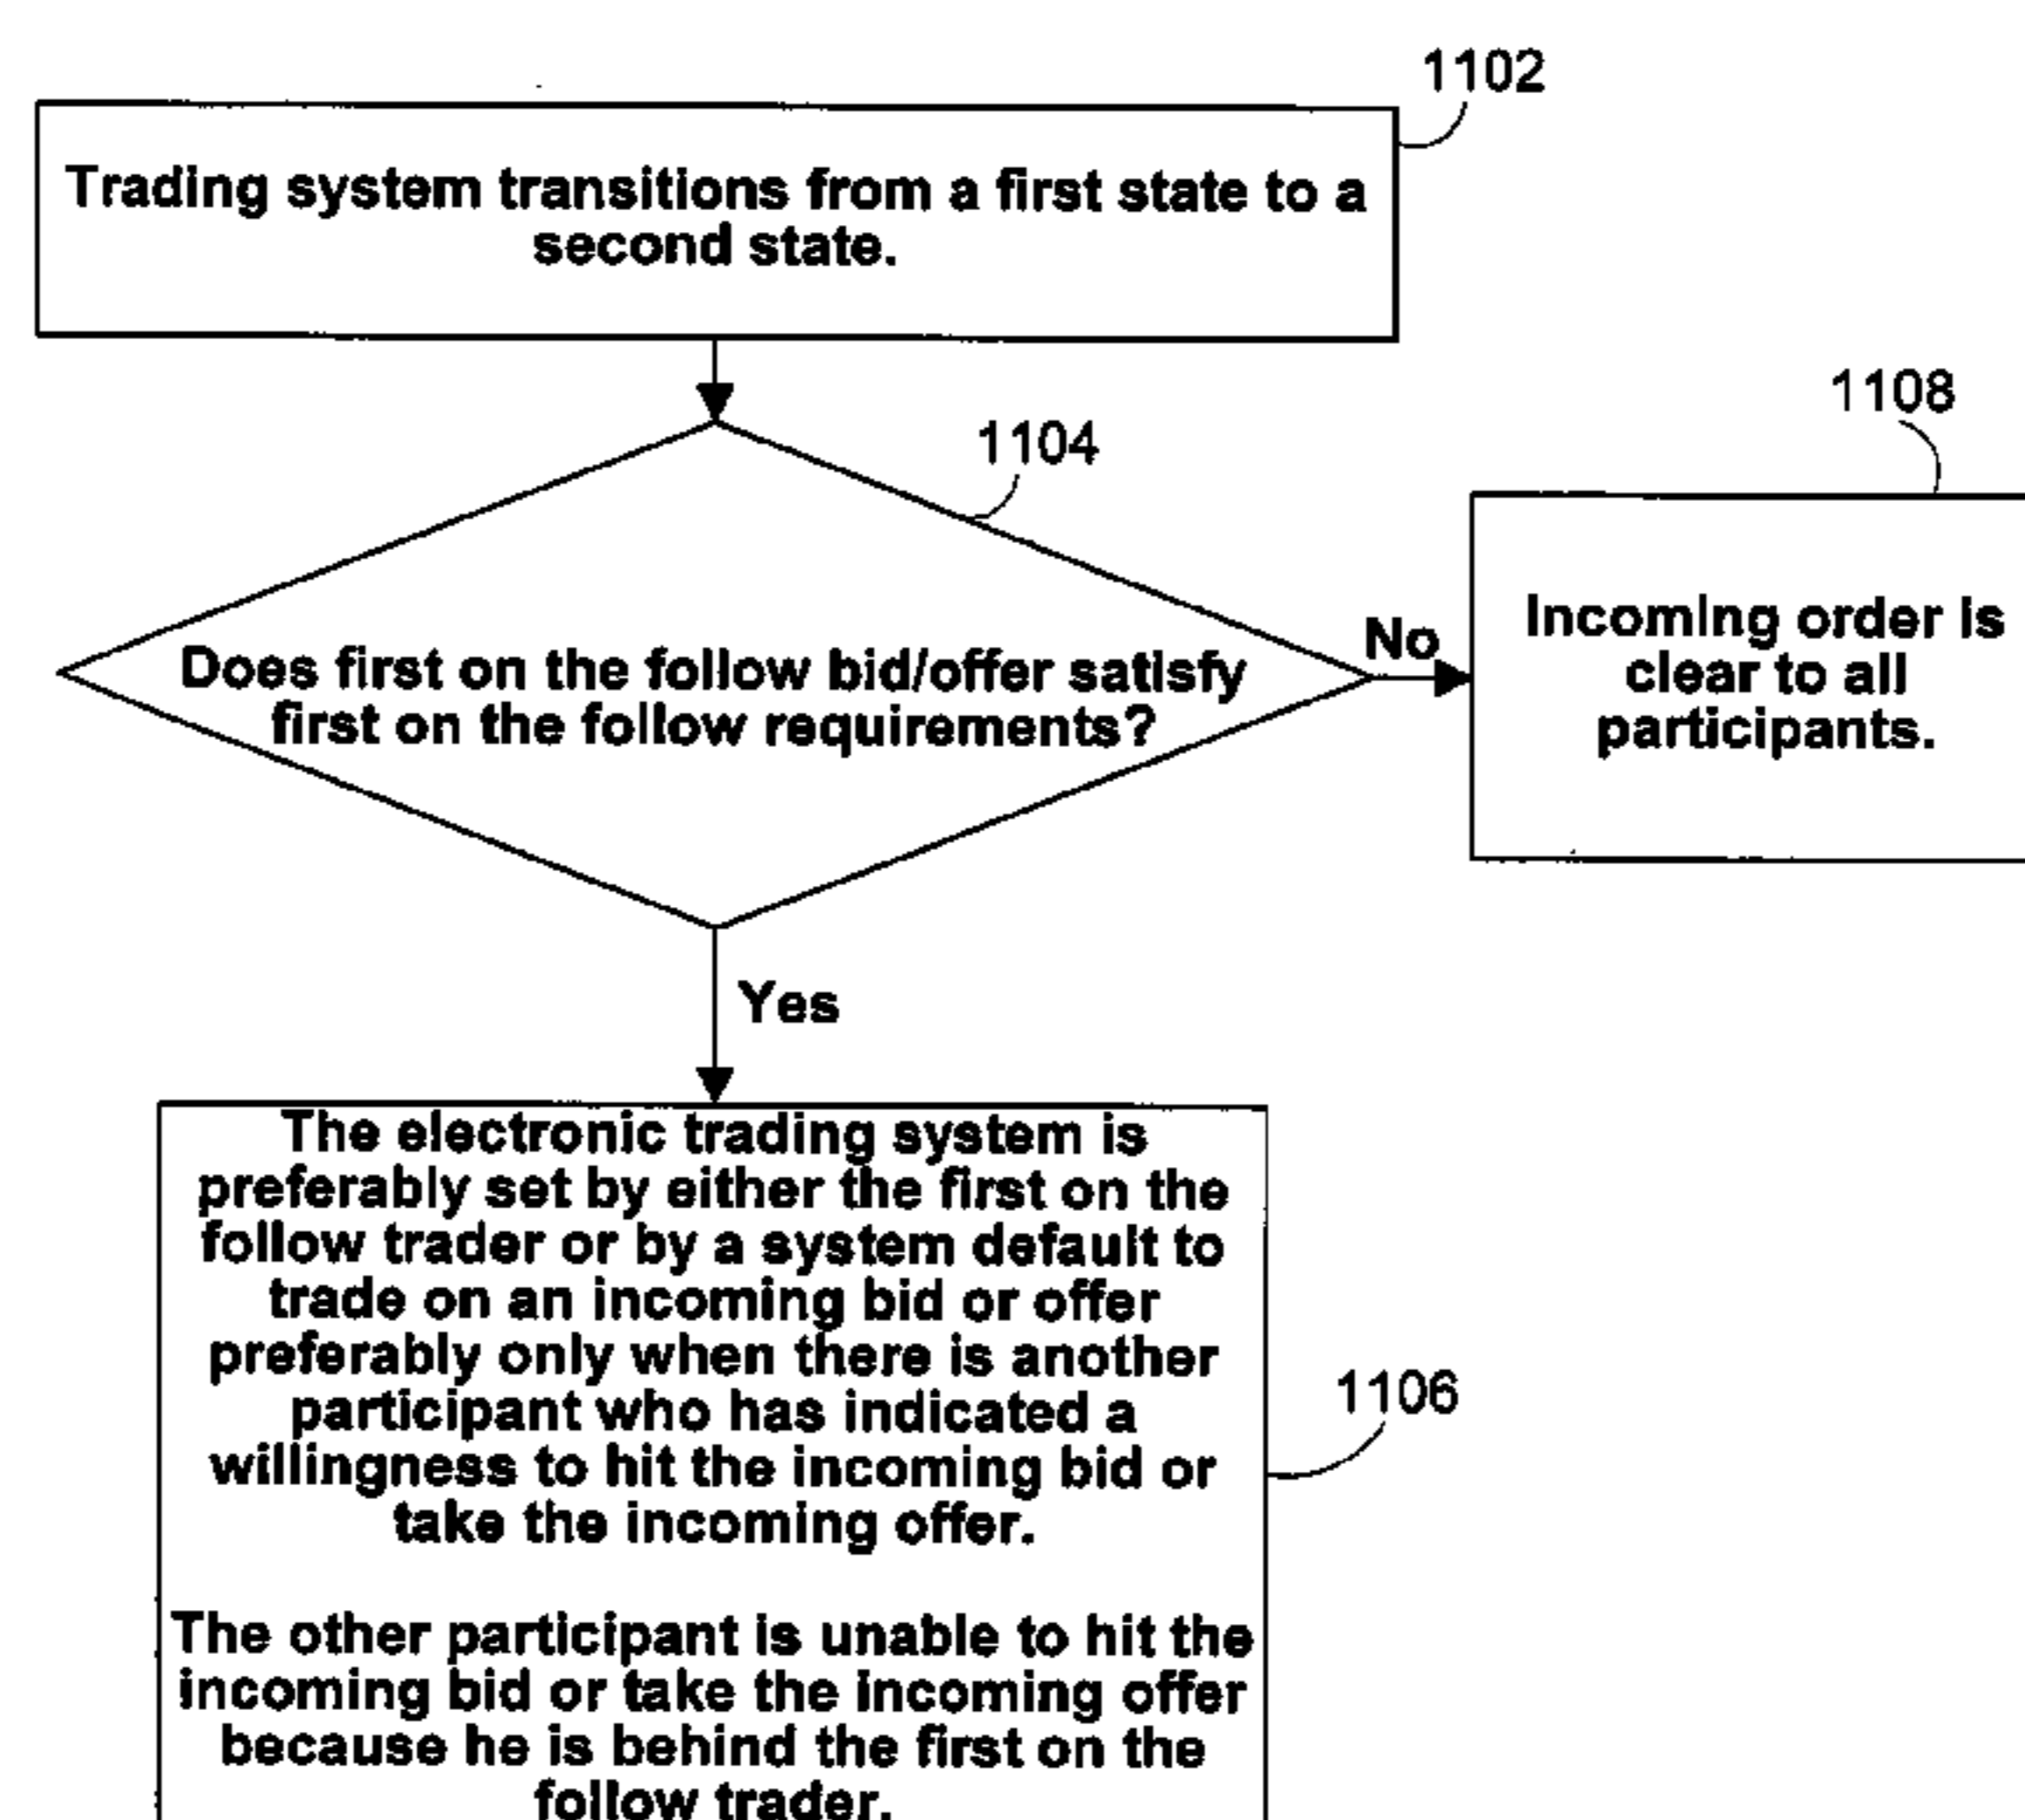 1102
Trading system transitions from a first state to a
second state.
1108
1104
Does first on the follow bid/offer satisfy
first on the follow requirements?
No
Incoming order is
clear to all
participants.
Yes
The electronic trading system is
preferably set by either the first on the
follow trader or by a system default to
trade on an incoming bid or offer
preferably only when there is another
participant who has indicated a
willingness to hit the incoming bid or
take the incoming offer.
1106
The other participant is unable to hit the
incoming bid or take the incoming offer
because he is behind the first on the
follow trader.